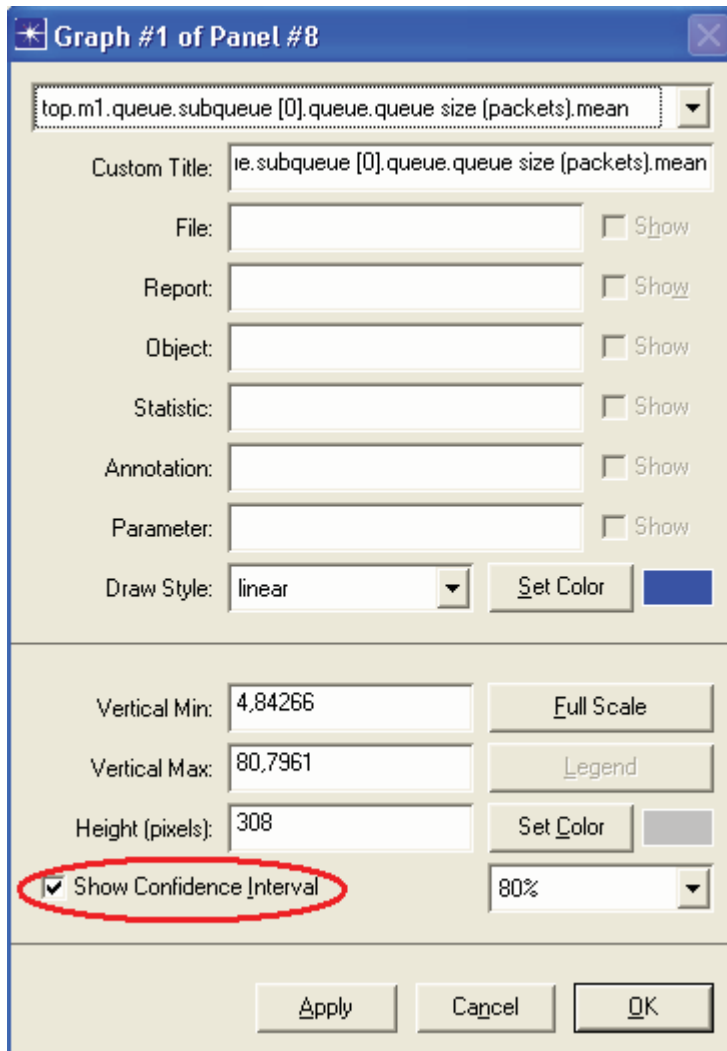 Graph #1 of Panel #8
top.m1.queue.subqueue [0].queue.queue size (packets).mean
Custom Title: ue.subqueue [0].queue.queue size (packets).mean
File: Show
Report: Show
Object: Show
Statistic: Show
Annotation: Show
Parameter: Show
Draw Style: linear Set Color
Vertical Min: 4,84266 Full Scale
Vertical Max: 80,7961 Legend
Height (pixels): 308 Set Color
Show Confidence Interval 80%
Apply Cancel OK